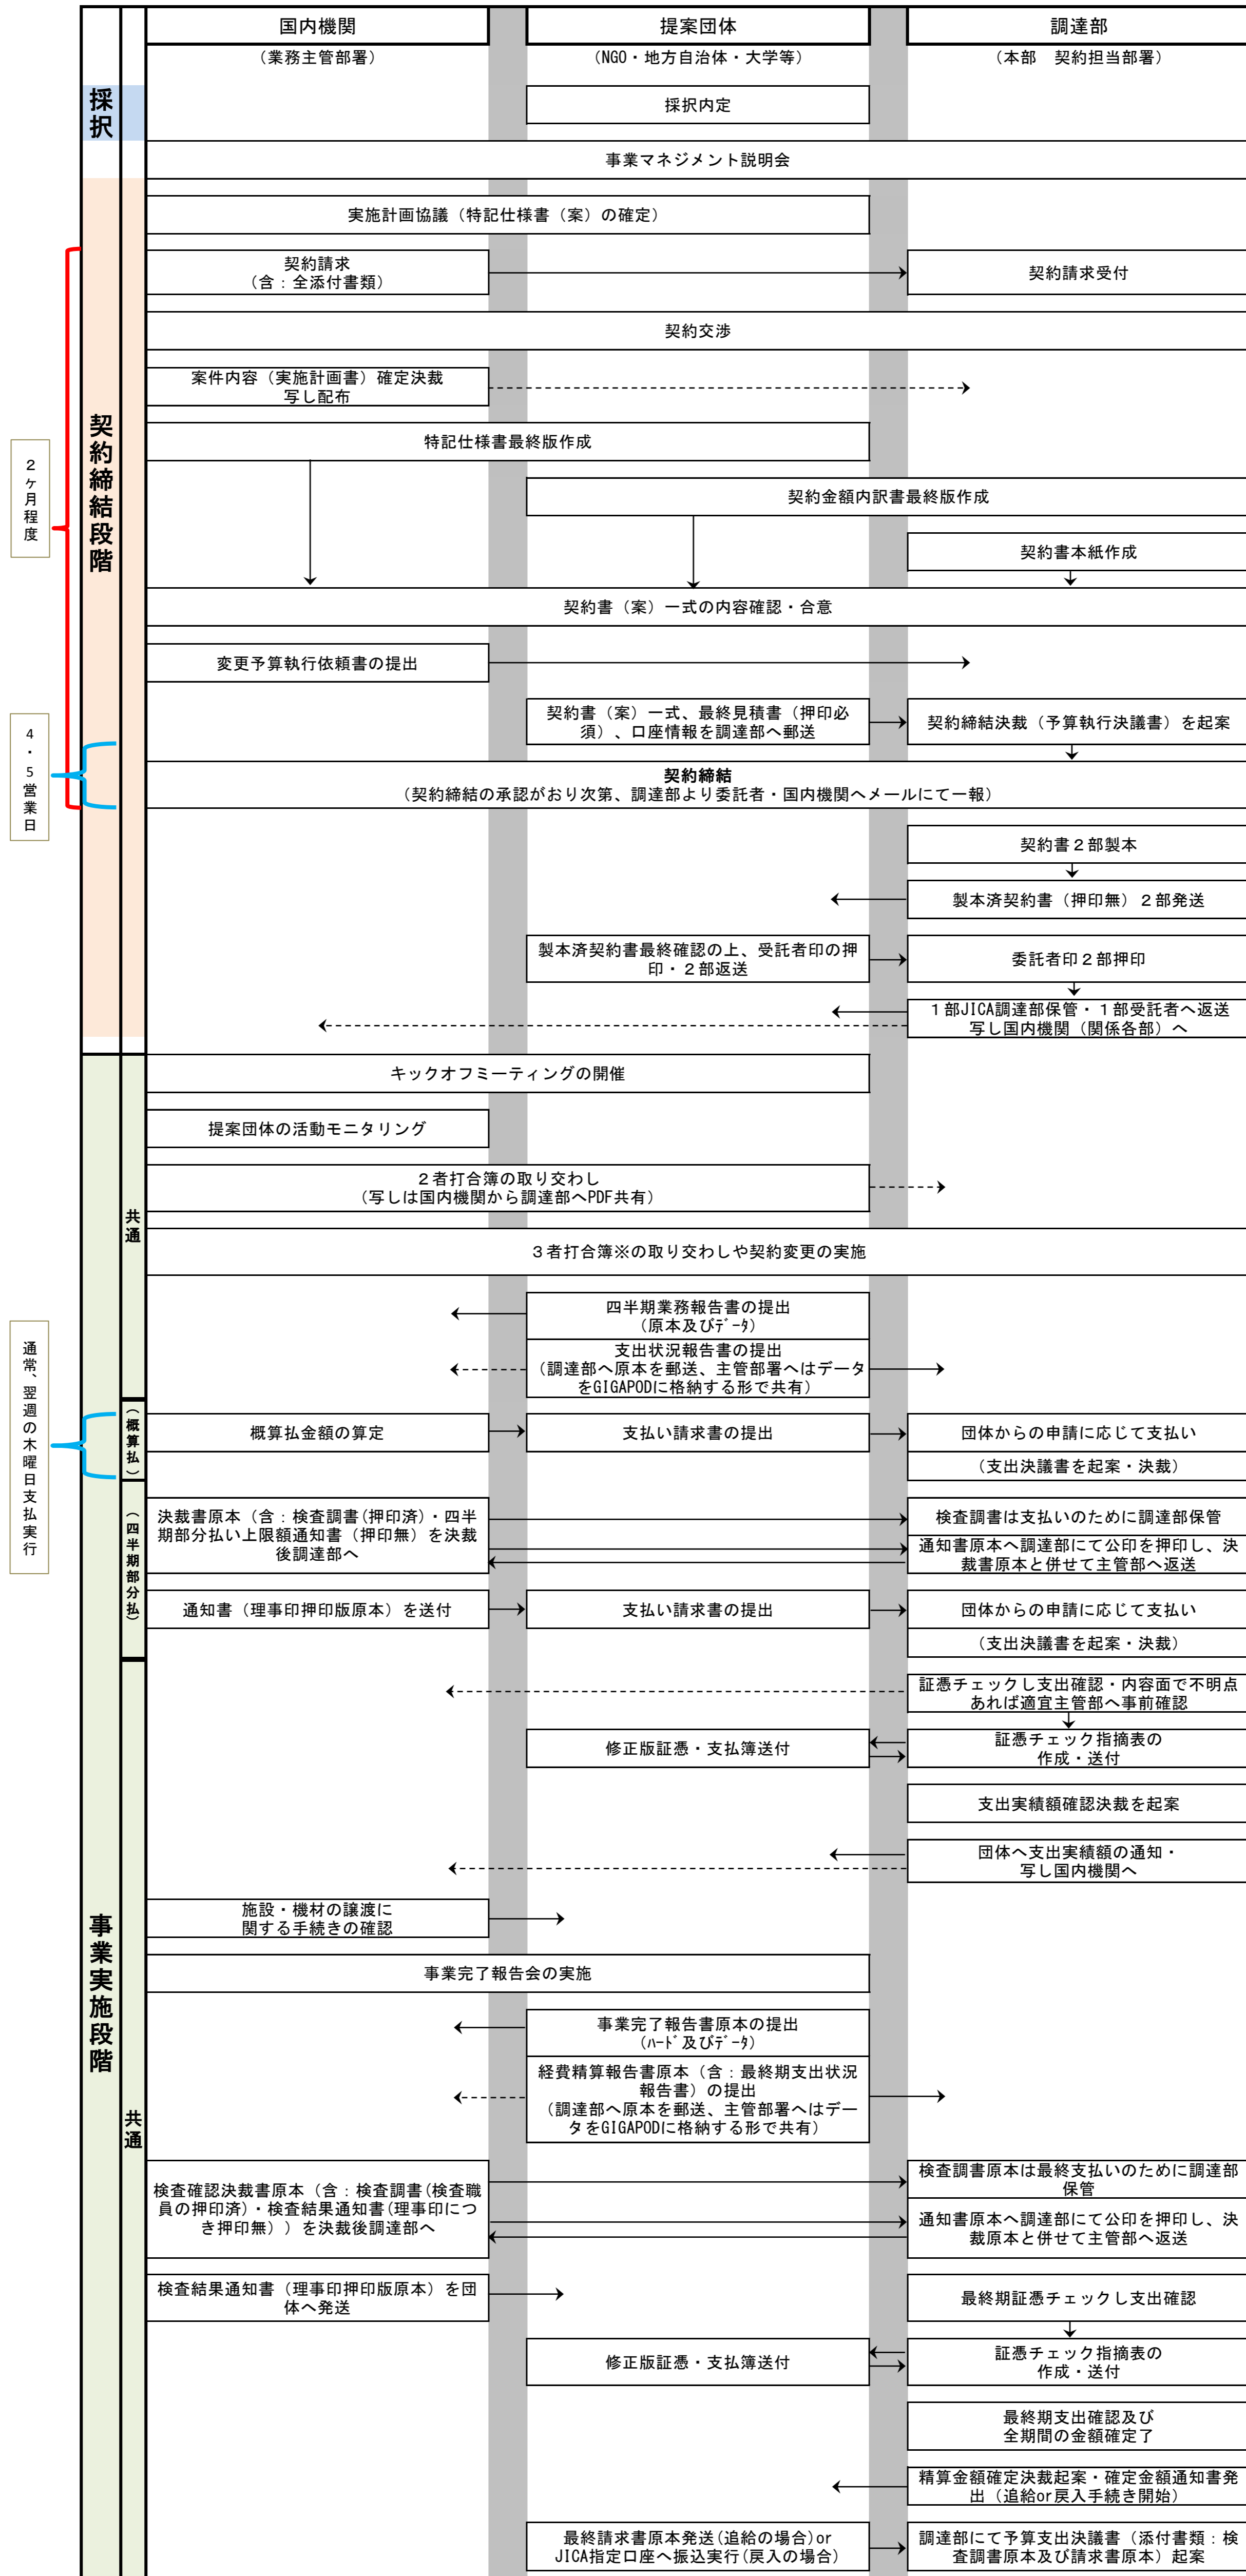 国内機関
提案団体
調達部
（業務主管部署）
（NGO・地方自治体・大学等）
（本部　契約担当部署）
採択
採択内定
事業マネジメント説明会
契約締結段階
実施計画協議（特記仕様書（案）の確定）
契約請求
（含：全添付書類）
契約請求受付
契約交渉
案件内容（実施計画書）確定決裁
写し配布
特記仕様書最終版作成
２ヶ月程度
契約金額内訳書最終版作成
契約書本紙作成
契約書（案）一式の内容確認・合意
変更予算執行依頼書の提出
契約書（案）一式、最終見積書（押印必
須）、口座情報を調達部へ郵送
契約締結決裁（予算執行決議書）を起案
４・５営業日
契約締結
（契約締結の承認がおり次第、調達部より委託者・国内機関へメールにて一報）
契約書２部製本
製本済契約書（押印無）２部発送
製本済契約書最終確認の上、受託者印の押
印・２部返送
委託者印２部押印
１部JICA調達部保管・１部受託者へ返送
写し国内機関（関係各部）へ
事業実施段階
共通
キックオフミーティングの開催
提案団体の活動モニタリング
２者打合簿の取り交わし
（写しは国内機関から調達部へPDF共有）
３者打合簿※の取り交わしや契約変更の実施
四半期業務報告書の提出
（原本及びﾃﾞｰﾀ）
支出状況報告書の提出
（調達部へ原本を郵送、主管部署へはデータ
をGIGAPODに格納する形で共有）
通常、翌週の木曜日支払実行
（概算払）
概算払金額の算定
支払い請求書の提出
団体からの申請に応じて支払い
（支出決議書を起案・決裁）
（四半期部分払）
決裁書原本（含：検査調書(押印済)・四半
期部分払い上限額通知書（押印無）を決裁
後調達部へ
検査調書は支払いのために調達部保管
通知書原本へ調達部にて公印を押印し、決
裁書原本と併せて主管部へ返送
通知書（理事印押印版原本）を送付
支払い請求書の提出
団体からの申請に応じて支払い
（支出決議書を起案・決裁）
共通
証憑チェックし支出確認・内容面で不明点
あれば適宜主管部へ事前確認
修正版証憑・支払簿送付
証憑チェック指摘表の
作成・送付
支出実績額確認決裁を起案
団体へ支出実績額の通知・
写し国内機関へ
施設・機材の譲渡に
関する手続きの確認
事業完了報告会の実施
事業完了報告書原本の提出
（ﾊｰﾄﾞ及びﾃﾞｰﾀ）
経費精算報告書原本（含：最終期支出状況
報告書）の提出
（調達部へ原本を郵送、主管部署へはデー
タをGIGAPODに格納する形で共有）
検査確認決裁書原本（含：検査調書(検査職
員の押印済)・検査結果通知書(理事印につ
き押印無)）を決裁後調達部へ
検査調書原本は最終支払いのために調達部
保管
通知書原本へ調達部にて公印を押印し、決
裁原本と併せて主管部へ返送
検査結果通知書（理事印押印版原本）を団
体へ発送
最終期証憑チェックし支出確認
修正版証憑・支払簿送付
証憑チェック指摘表の
作成・送付
最終期支出確認及び
全期間の金額確定了
精算金額確定決裁起案・確定金額通知書発
出（追給or戻入手続き開始）
最終請求書原本発送(追給の場合)or
JICA指定口座へ振込実行(戻入の場合)
調達部にて予算支出決議書（添付書類：検
査調書原本及び請求書原本）起案